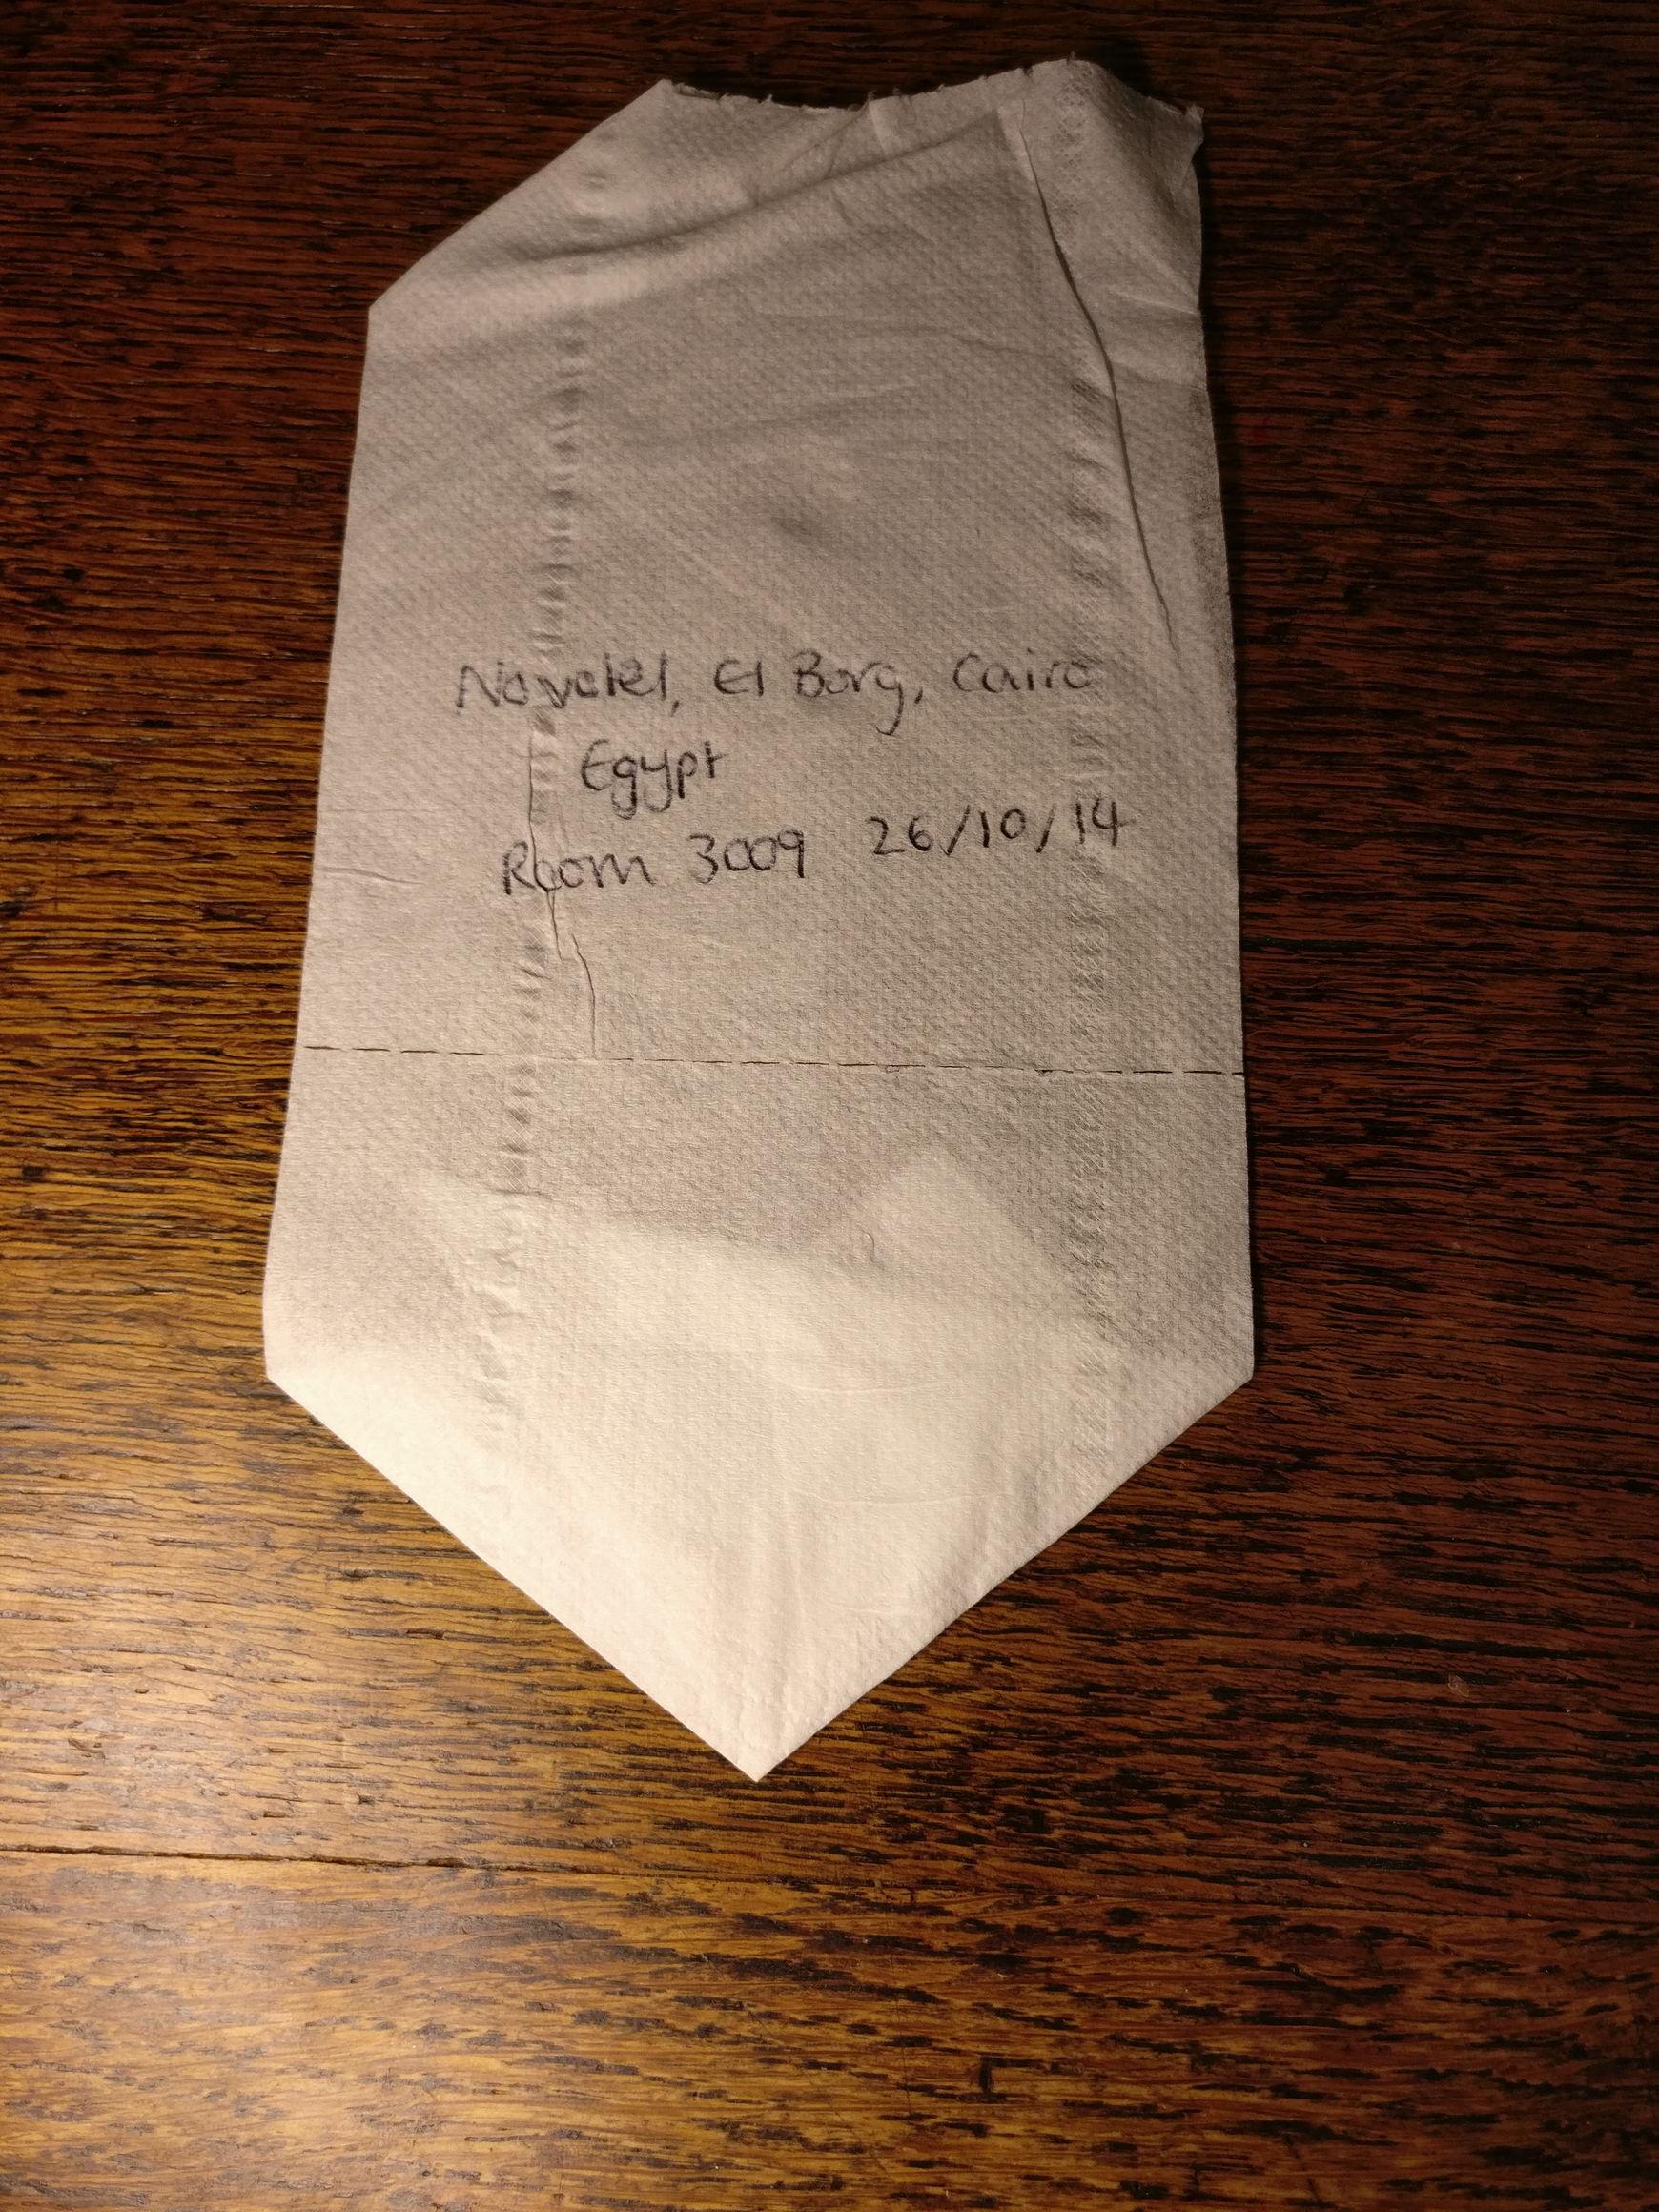 Novotel, El Borg, Cairo
Egypt
Room 3009 26/10/14